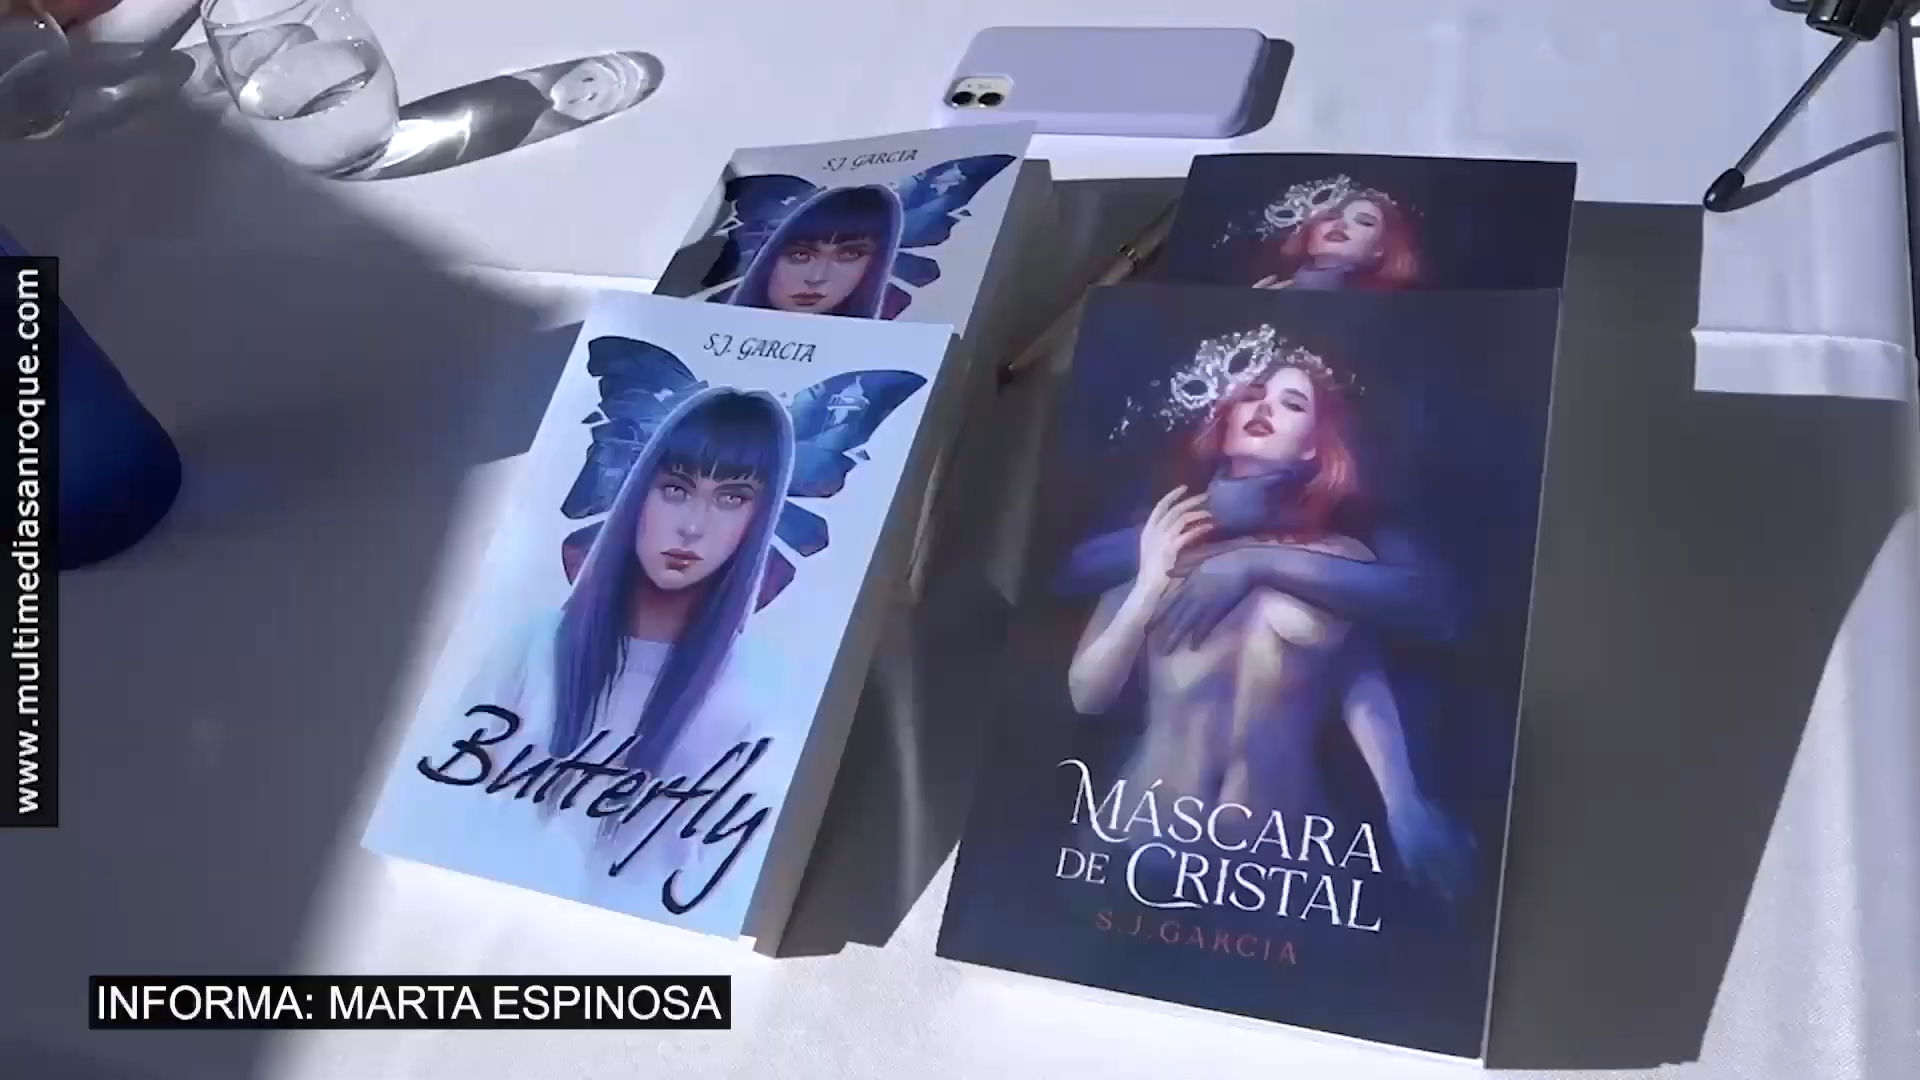 S.J. GARCIA
S.J. GARCIA
Butterfly
MÁSCARA
DE CRISTAL
S.J. GARCIA
www.multimediasanroque.com
INFORMA: MARTA ESPINOSA